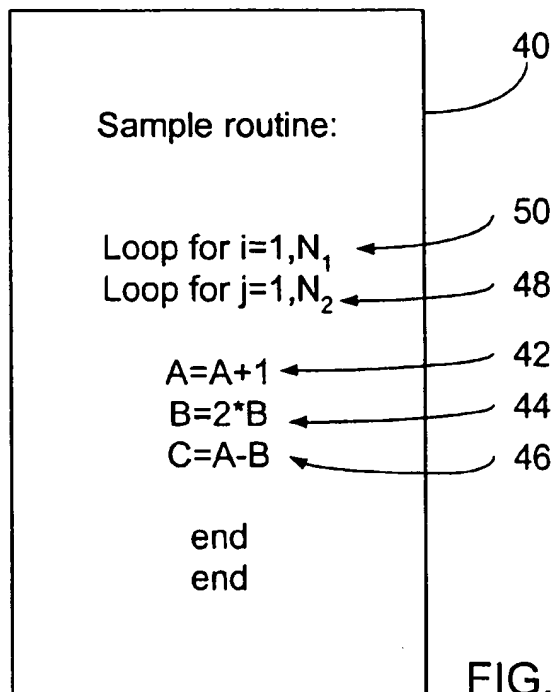 40
Sample routine:
Loop for i=1,N₁ 50
Loop for j=1,N₂ 48
A=A+1 42
B=2*B 44
C=A-B 46
end
end
FIG.